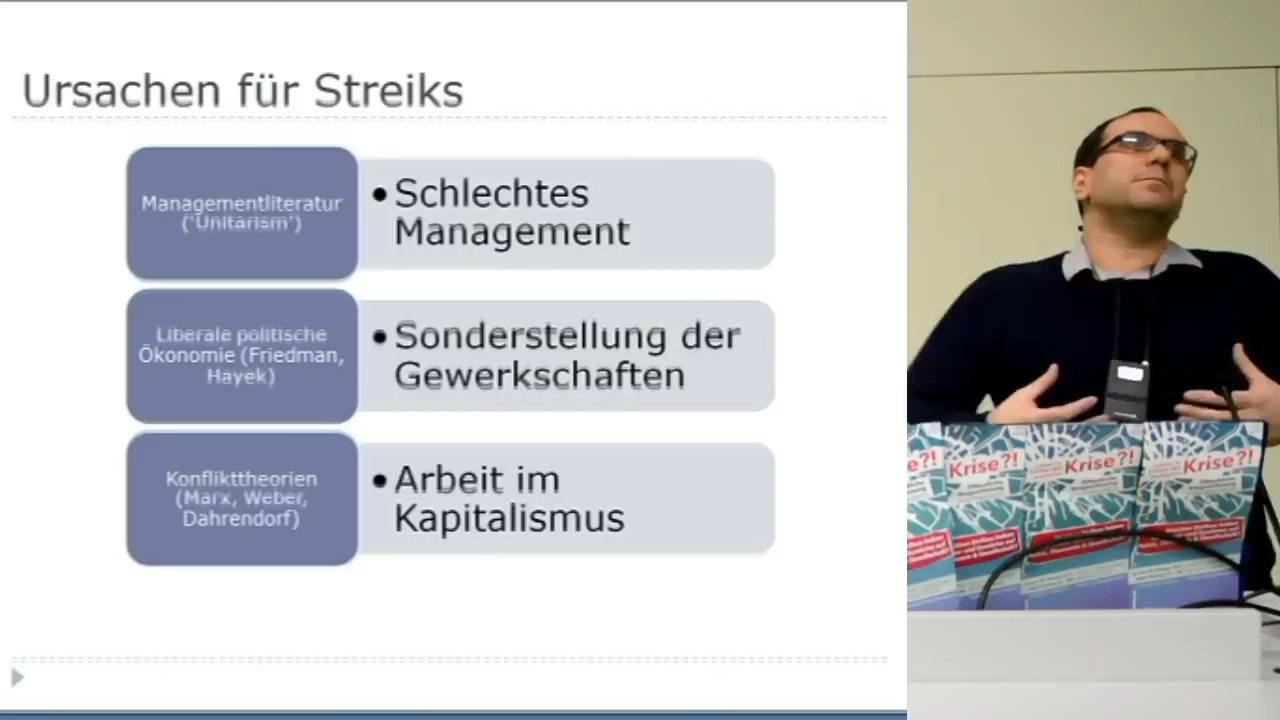 Ursachen für Streiks
Managementliteratur
('Unitarism')
• Schlechtes
Management
Liberale politische
Ökonomie (Friedman,
Hayek)
• Sonderstellung der
Gewerkschaften
Konflikttheorien
(Marx, Weber,
Dahrendorf)
• Arbeit im
Kapitalismus
e?!
Krise?!
Krise?!
Krise?!